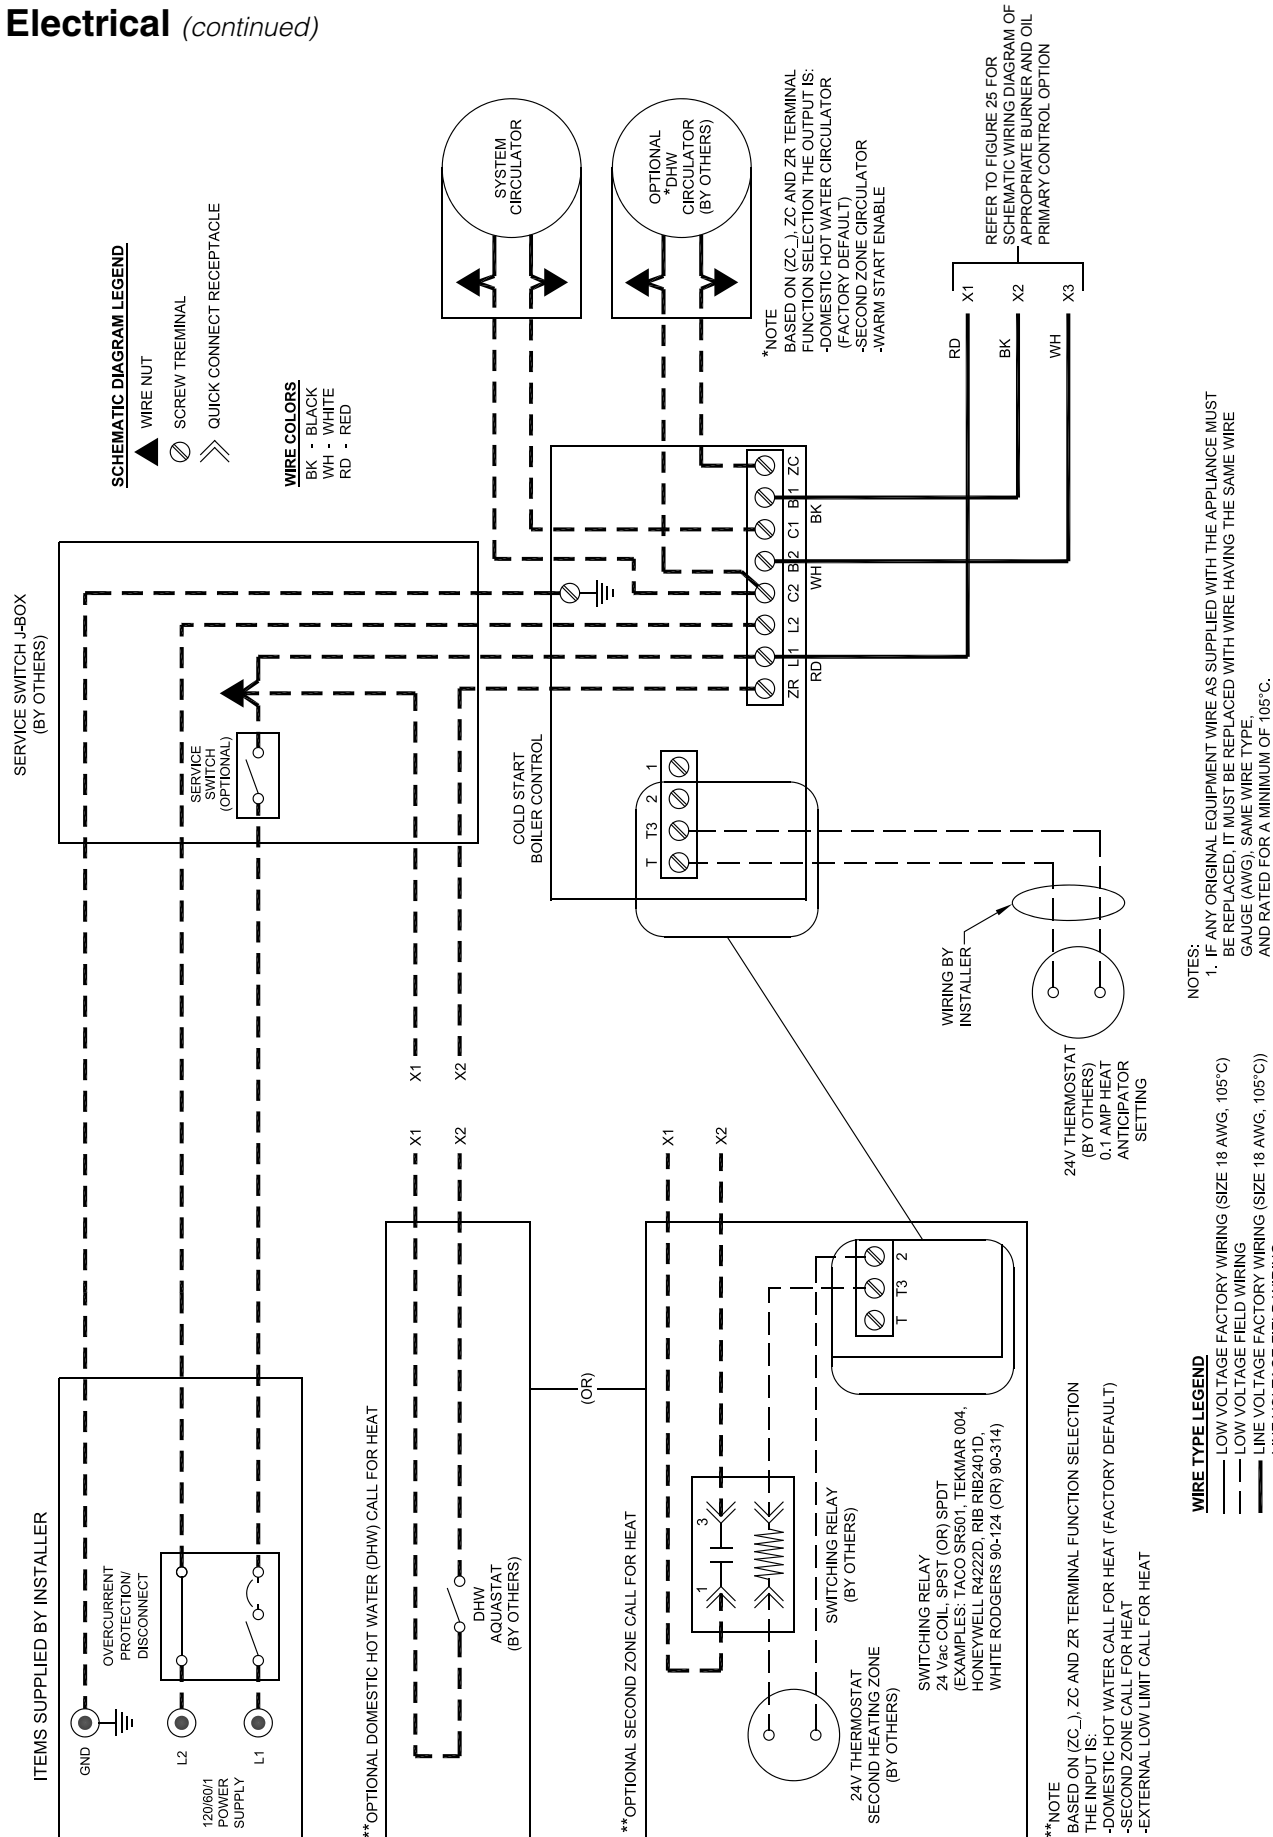 Electrical (continued)
SCHEMATIC DIAGRAM LEGEND
WIRE NUT
SCREW TREMINAL
QUICK CONNECT RECEPTACLE
WIRE COLORS
BK - BLACK
WH - WHITE
RD - RED
SERVICE SWITCH J-BOX
(BY OTHERS)
SERVICE
SWITCH
(OPTIONAL)
SYSTEM
CIRCULATOR
OPTIONAL
*DHW
CIRCULATOR
(BY OTHERS)
*NOTE
BASED ON (ZC_), ZC AND ZR TERMINAL
FUNCTION SELECTION THE OUTPUT IS:
-DOMESTIC HOT WATER CIRCULATOR
(FACTORY DEFAULT)
-SECOND ZONE CIRCULATOR
-WARM START ENABLE
REFER TO FIGURE 25 FOR
SCHEMATIC WIRING DIAGRAM OF
APPROPRIATE BURNER AND OIL
PRIMARY CONTROL OPTION
X1
X2
X3
RD
BK
WH
COLD START
BOILER CONTROL
ZR
L1
L2
C2
B2
C1
B1
ZC
RD
WH
BK
T
T3
2
1
WIRING BY
INSTALLER
24V THERMOSTAT
(BY OTHERS)
0.1 AMP HEAT
ANTICIPATOR
SETTING
X1
X2
X1
X2
X1
X2
ITEMS SUPPLIED BY INSTALLER
OVERCURRENT
PROTECTION/
DISCONNECT
GND
L2
L1
120/60/1
POWER
SUPPLY
**OPTIONAL DOMESTIC HOT WATER (DHW) CALL FOR HEAT
DHW
AQUASTAT
(BY OTHERS)
(OR)
**OPTIONAL SECOND ZONE CALL FOR HEAT
1
3
SWITCHING RELAY
(BY OTHERS)
T
T3
2
24V THERMOSTAT
SECOND HEATING ZONE
(BY OTHERS)
SWITCHING RELAY
24 Vac COIL, SPST (OR) SPDT
(EXAMPLES: TACO SR501, TEKMAR 004,
HONEYWELL R4222D, RIB RIB2401D,
WHITE RODGERS 90-124 (OR) 90-314)
**NOTE
BASED ON (ZC_), ZC AND ZR TERMINAL FUNCTION SELECTION
THE INPUT IS:
-DOMESTIC HOT WATER CALL FOR HEAT (FACTORY DEFAULT)
-SECOND ZONE CALL FOR HEAT
-EXTERNAL LOW LIMIT CALL FOR HEAT
WIRE TYPE LEGEND
LOW VOLTAGE FACTORY WIRING (SIZE 18 AWG, 105°C)
LOW VOLTAGE FIELD WIRING
LINE VOLTAGE FACTORY WIRING (SIZE 18 AWG, 105°C))
NOTES:
1. IF ANY ORIGINAL EQUIPMENT WIRE AS SUPPLIED WITH THE APPLIANCE MUST
BE REPLACED, IT MUST BE REPLACED WITH WIRE HAVING THE SAME WIRE
GAUGE (AWG), SAME WIRE TYPE,
AND RATED FOR A MINIMUM OF 105°C.